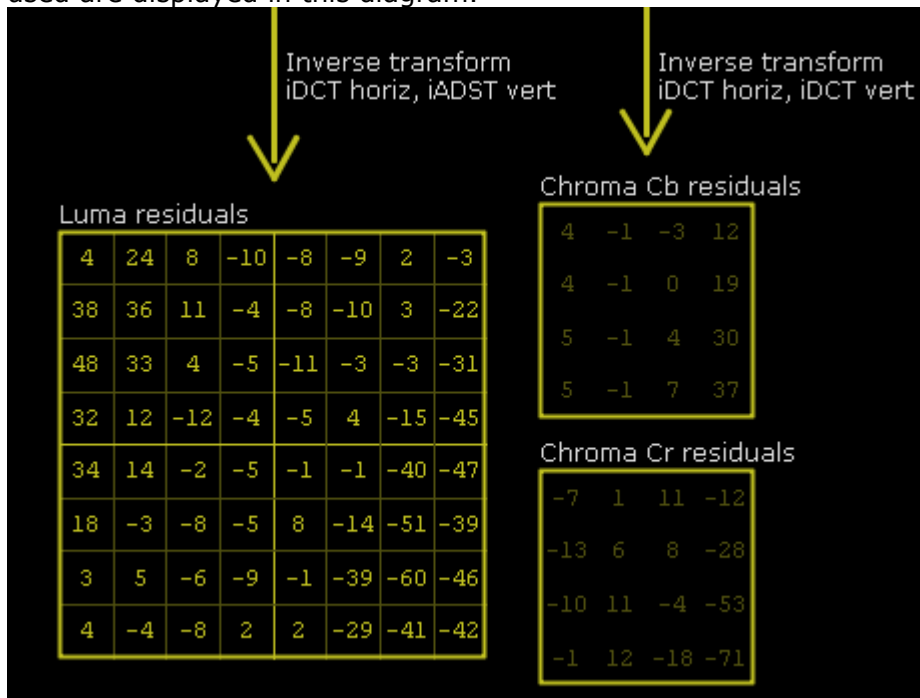 used are displayed in this diagram.
Inverse transform
iDCT horiz, iADST vert
Inverse transform
iDCT horiz, iDCT vert
Luma residuals
4 24 8 -10 -8 -9 2 -3
38 36 11 -4 -8 -10 3 -22
48 33 4 -5 -11 -3 -3 -31
32 12 -12 -4 -5 4 -15 -45
34 14 -2 -5 -1 -1 -40 -47
18 -3 -8 -5 8 -14 -51 -39
3 5 -6 -9 -1 -39 -60 -46
4 -4 -8 2 2 -29 -41 -42
Chroma Cb residuals
4 -1 -3 12
4 -1 0 19
5 -1 4 30
5 -1 7 37
Chroma Cr residuals
-7 1 11 -12
-13 6 8 -28
-10 11 -4 -53
-1 12 -18 -71